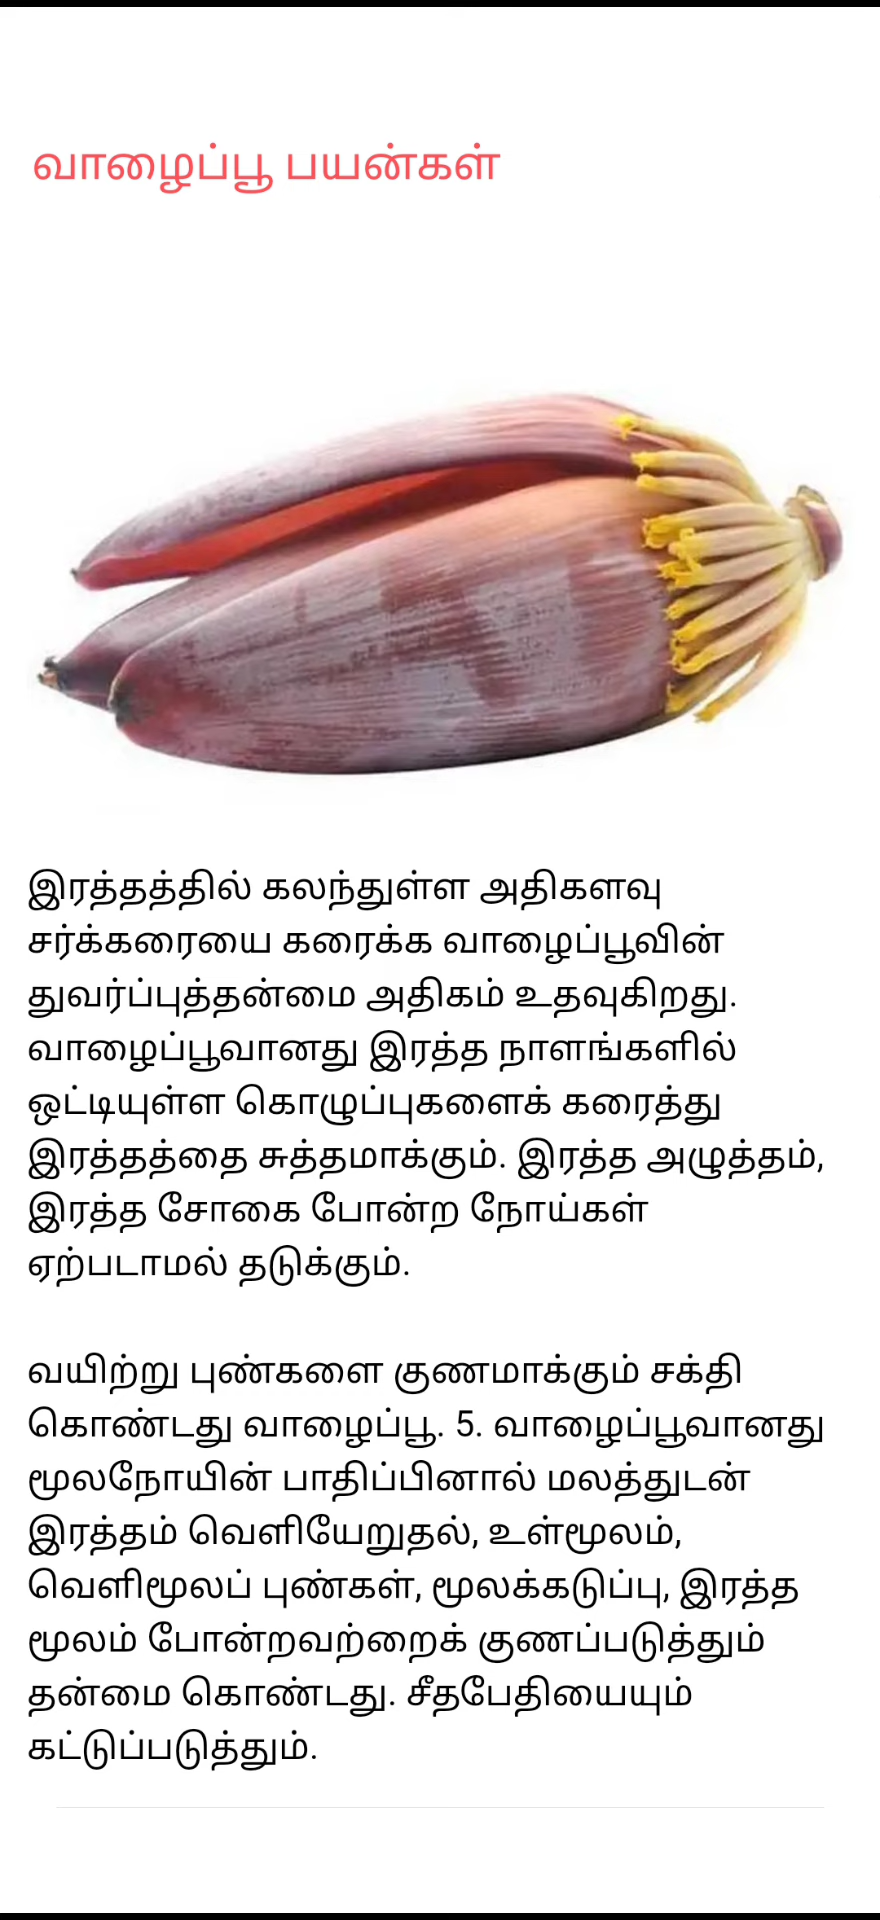 வாழைப்பூ பயன்கள்
இரத்தத்தில் கலந்துள்ள அதிகளவு
சர்க்கரையை கரைக்க வாழைப்பூவின்
துவர்ப்புத்தன்மை அதிகம் உதவுகிறது.
வாழைப்பூவானது இரத்த நாளங்களில்
ஒட்டியுள்ள கொழுப்புகளைக் கரைத்து
இரத்தத்தை சுத்தமாக்கும். இரத்த அழுத்தம்,
இரத்த சோகை போன்ற நோய்கள்
ஏற்படாமல் தடுக்கும்.
வயிற்று புண்களை குணமாக்கும் சக்தி
கொண்டது வாழைப்பூ. 5. வாழைப்பூவானது
மூலநோயின் பாதிப்பினால் மலத்துடன்
இரத்தம் வெளியேறுதல், உள்மூலம்,
வெளிமூலப் புண்கள், மூலக்கடுப்பு, இரத்த
மூலம் போன்றவற்றைக் குணப்படுத்தும்
தன்மை கொண்டது. சீதபேதியையும்
கட்டுப்படுத்தும்.